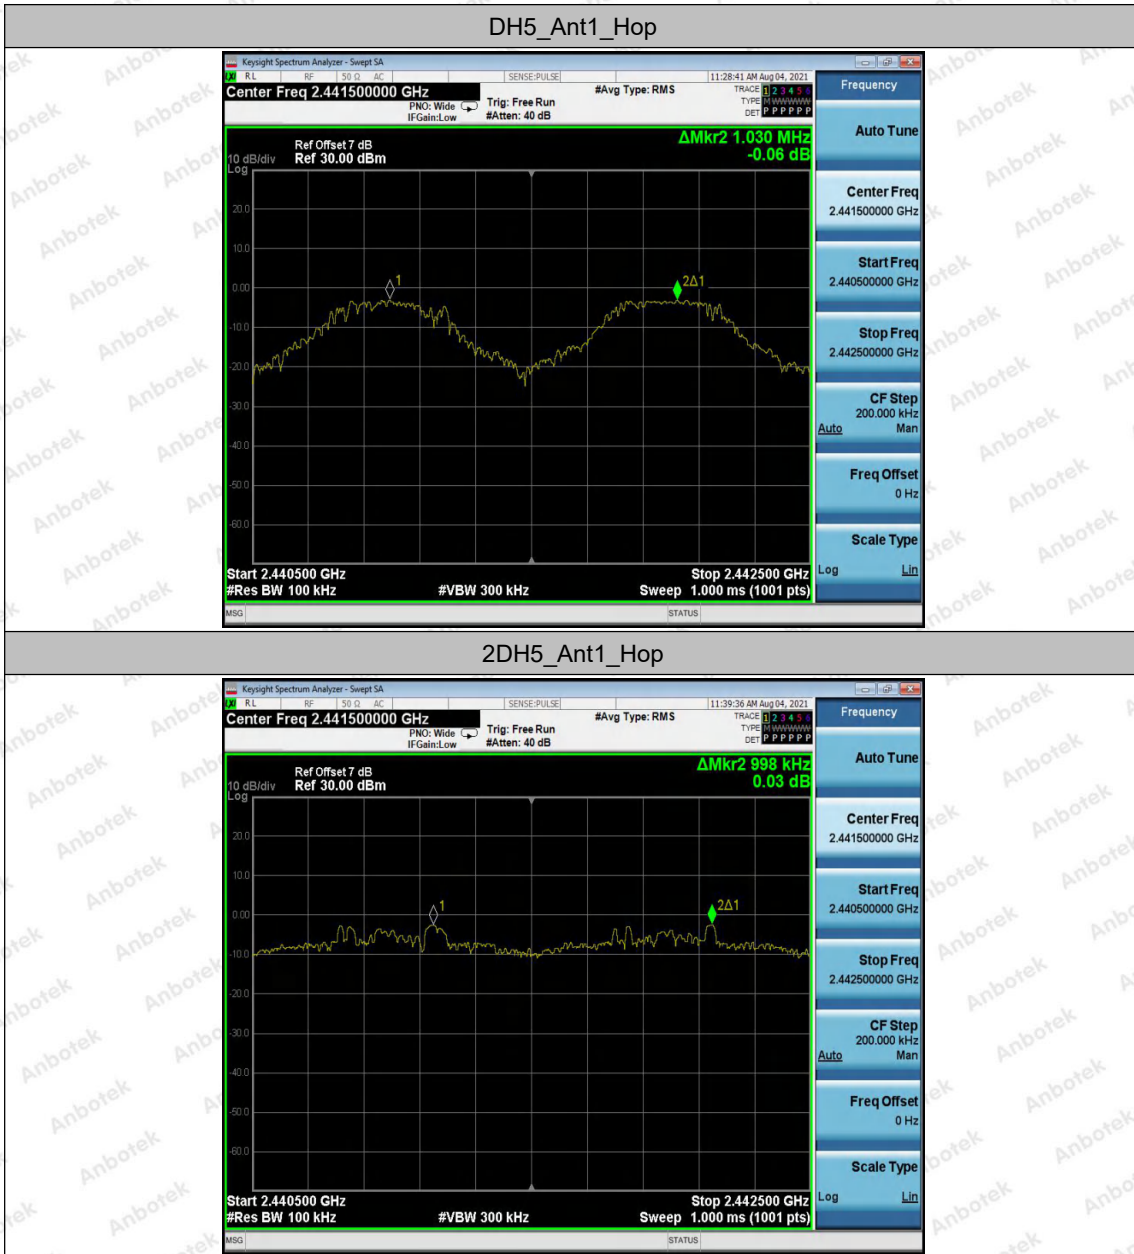 DH5_Ant1_Hop
Keysight Spectrum Analyzer - Swept SA
RL RF 50 Ω AC SENSE:PULSE 11:28:41 AM Aug 04, 2021
Center Freq 2.441500000 GHz #Avg Type: RMS TRACE 1 2 3 4 5 6
PNO: Wide Trig: Free Run TYPE M WWWWW
IFGain:Low #Atten: 40 dB DET P P P P P P
Frequency
Auto Tune
Center Freq
2.441500000 GHz
Start Freq
2.440500000 GHz
Stop Freq
2.442500000 GHz
CF Step
200.000 kHz
Auto Man
Freq Offset
0 Hz
Scale Type
Log Lin
ΔMkr2 1.030 MHz
-0.06 dB
Ref Offset 7 dB
10 dB/div Ref 30.00 dBm
Log
20.0
10.0
0.00
-10.0
-20.0
-30.0
-40.0
-50.0
-60.0
1
2Δ1
Start 2.440500 GHz Stop 2.442500 GHz
#Res BW 100 kHz #VBW 300 kHz Sweep 1.000 ms (1001 pts)
MSG STATUS
2DH5_Ant1_Hop
Keysight Spectrum Analyzer - Swept SA
RL RF 50 Ω AC SENSE:PULSE 11:39:36 AM Aug 04, 2021
Center Freq 2.441500000 GHz #Avg Type: RMS TRACE 1 2 3 4 5 6
PNO: Wide Trig: Free Run TYPE M WWWWW
IFGain:Low #Atten: 40 dB DET P P P P P P
Frequency
Auto Tune
Center Freq
2.441500000 GHz
Start Freq
2.440500000 GHz
Stop Freq
2.442500000 GHz
CF Step
200.000 kHz
Auto Man
Freq Offset
0 Hz
Scale Type
Log Lin
ΔMkr2 998 kHz
0.03 dB
Ref Offset 7 dB
10 dB/div Ref 30.00 dBm
Log
20.0
10.0
0.00
-10.0
-20.0
-30.0
-40.0
-50.0
-60.0
1
2Δ1
Start 2.440500 GHz Stop 2.442500 GHz
#Res BW 100 kHz #VBW 300 kHz Sweep 1.000 ms (1001 pts)
MSG STATUS
Anbotek